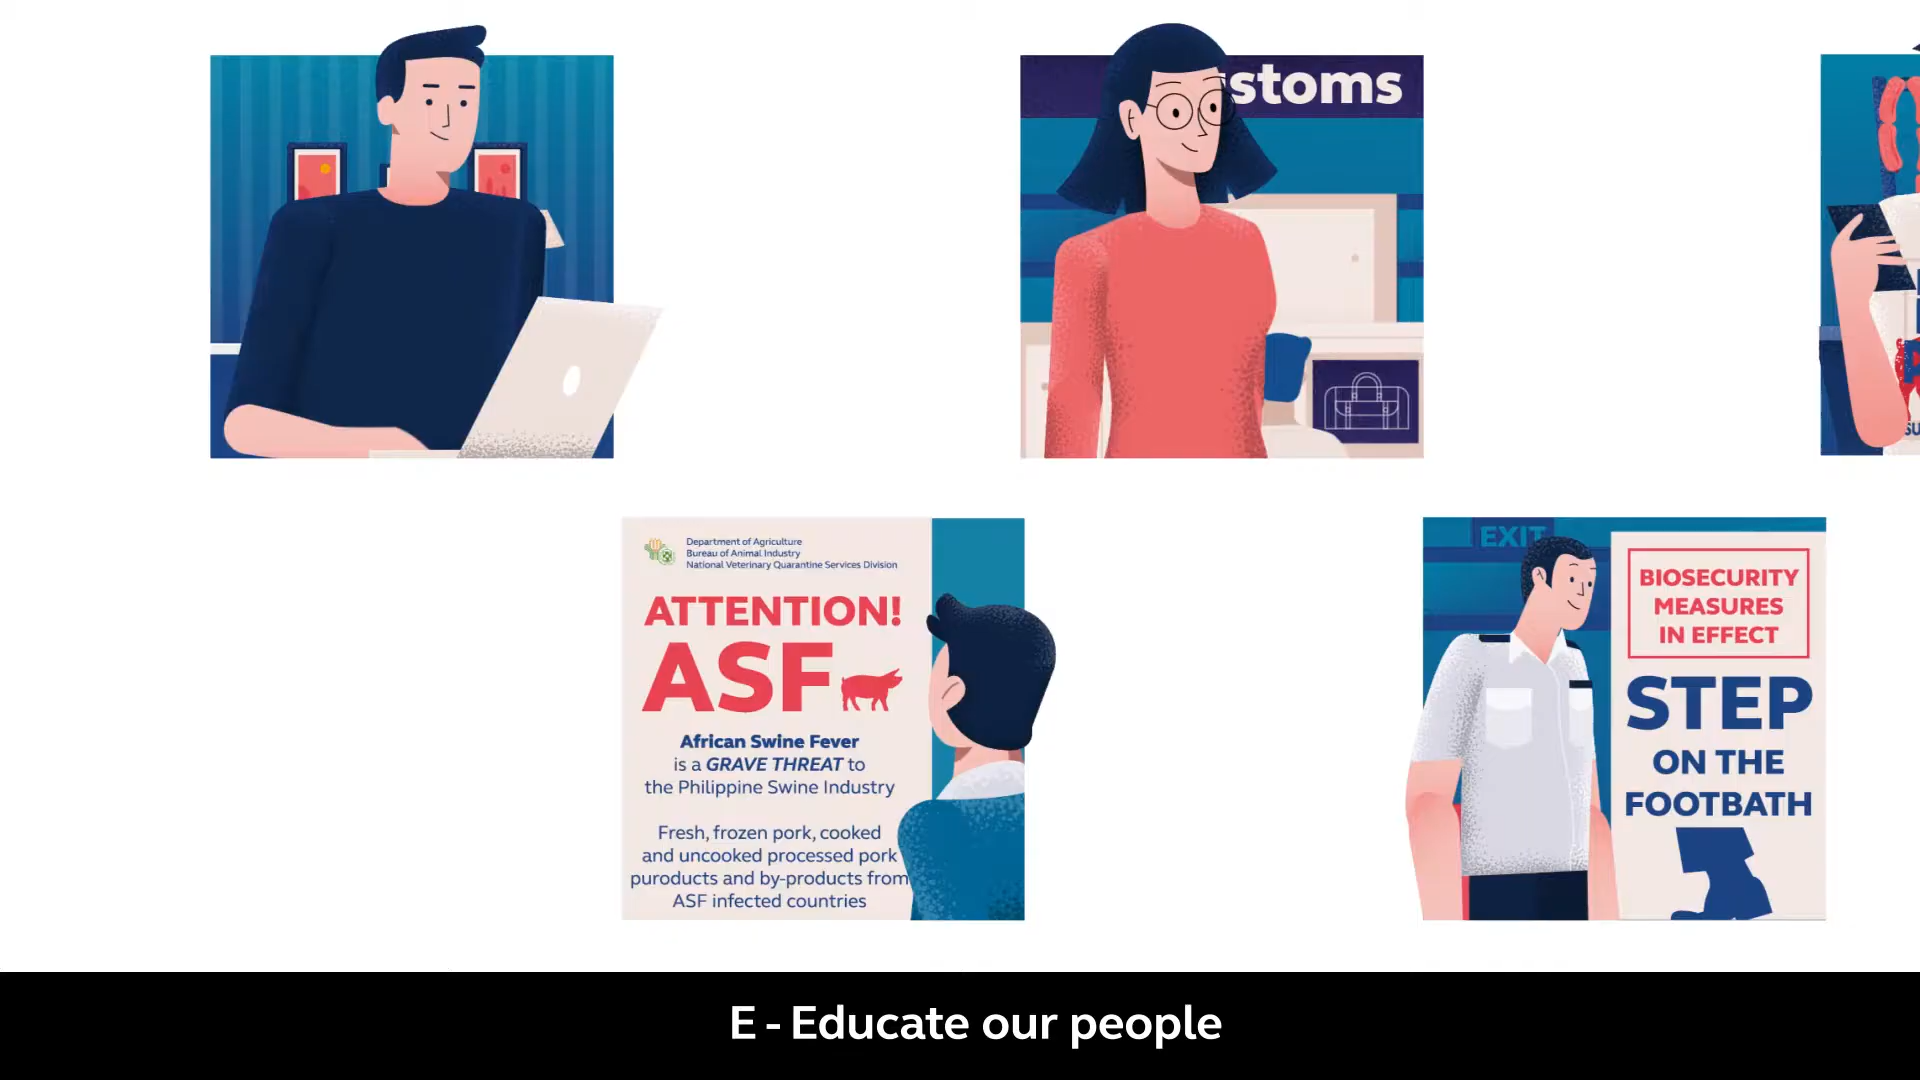 stoms
Department of Agriculture
Bureau of Animal Industry
National Veterinary Quarantine Services Division
ATTENTION!
ASF
African Swine Fever
is a GRAVE THREAT to
the Philippine Swine Industry
Fresh, frozen pork, cooked
and uncooked processed pork
puroducts and by-products from
ASF infected countries
EXIT
BIOSECURITY
MEASURES
IN EFFECT
STEP
ON THE
FOOTBATH
E - Educate our people